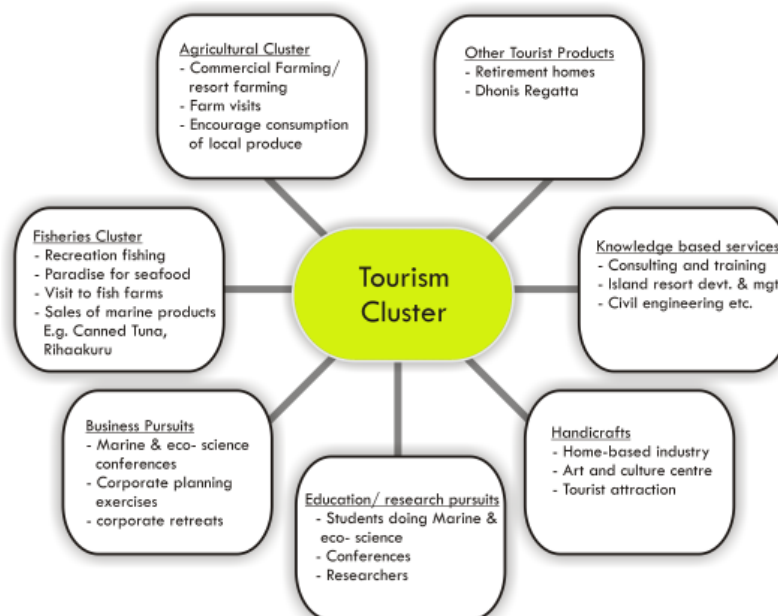 Agricultural Cluster
- Commercial Farming/
resort farming
- Farm visits
- Encourage consumption
of local produce
Other Tourist Products
- Retirement homes
- Dhonis Regatta
Fisheries Cluster
- Recreation fishing
- Paradise for seafood
- Visit to fish farms
- Sales of marine products
E.g. Canned Tuna,
Rihaakuru
Tourism
Cluster
Knowledge based services
- Consulting and training
- Island resort devt. & mgt
- Civil engineering etc.
Business Pursuits
- Marine & eco- science
conferences
- Corporate planning
exercises
- corporate retreats
Education/ research pursuits
- Students doing Marine &
eco- science
- Conferences
- Researchers
Handicrafts
- Home-based industry
- Art and culture centre
- Tourist attraction